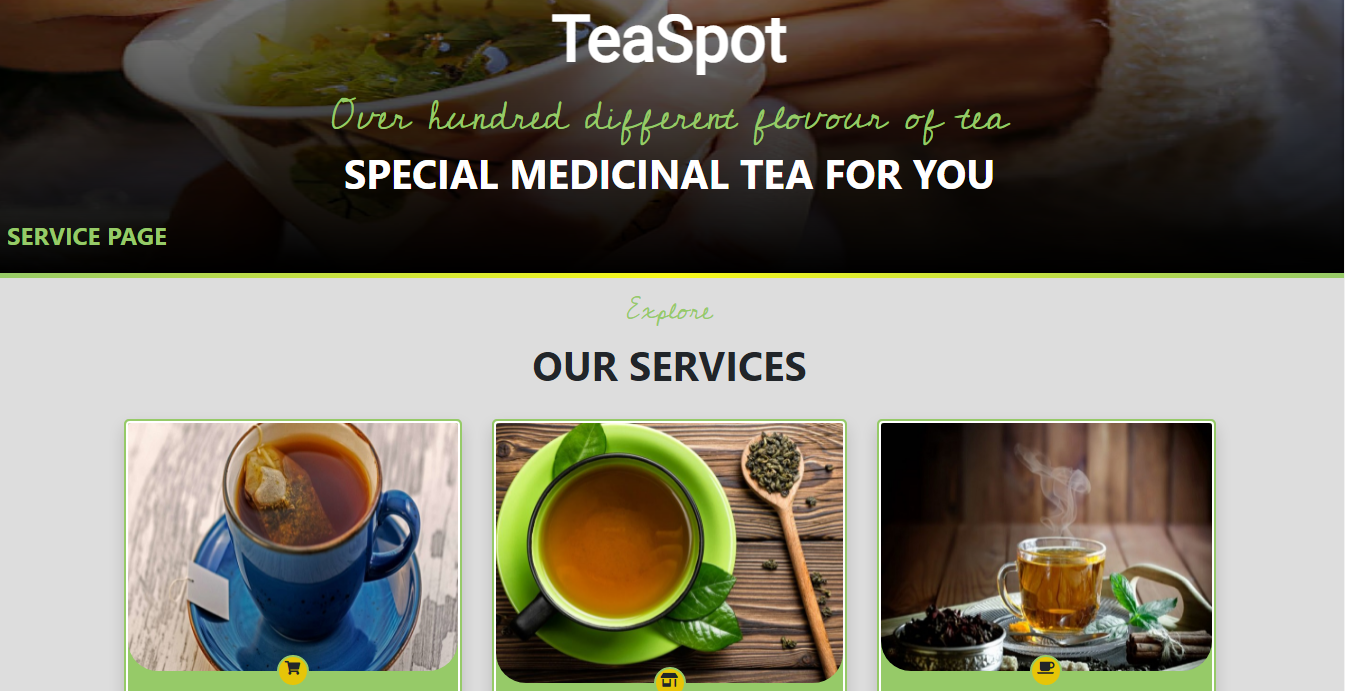 TeaSpot
Over hundred different flovour of tea
SPECIAL MEDICINAL TEA FOR YOU
SERVICE PAGE
Explore
OUR SERVICES